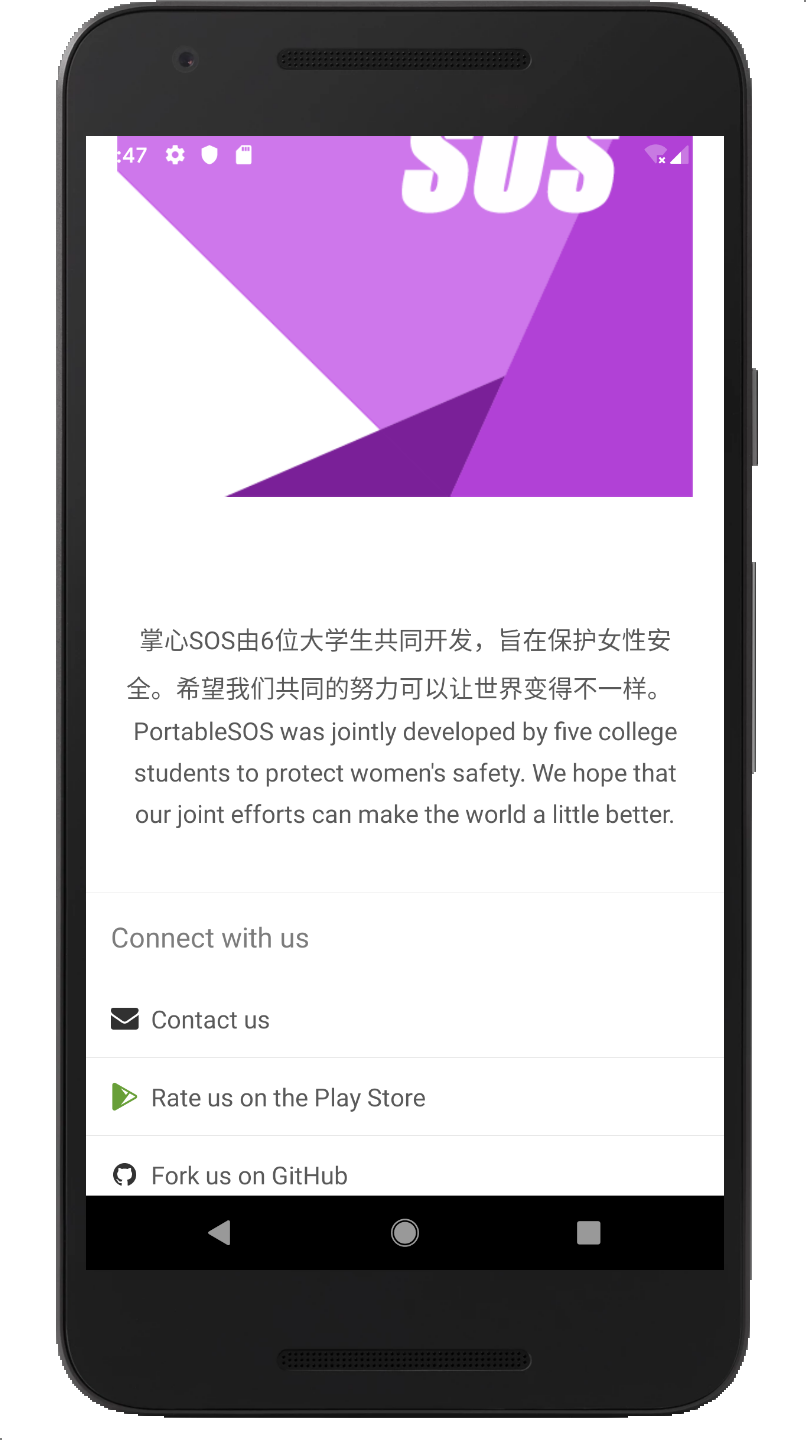 :47
SOS
掌心SOS由6位大学生共同开发，旨在保护女性安
全。希望我们共同的努力可以让世界变得不一样。
PortableSOS was jointly developed by five college
students to protect women's safety. We hope that
our joint efforts can make the world a little better.
Connect with us
Contact us
Rate us on the Play Store
Fork us on GitHub